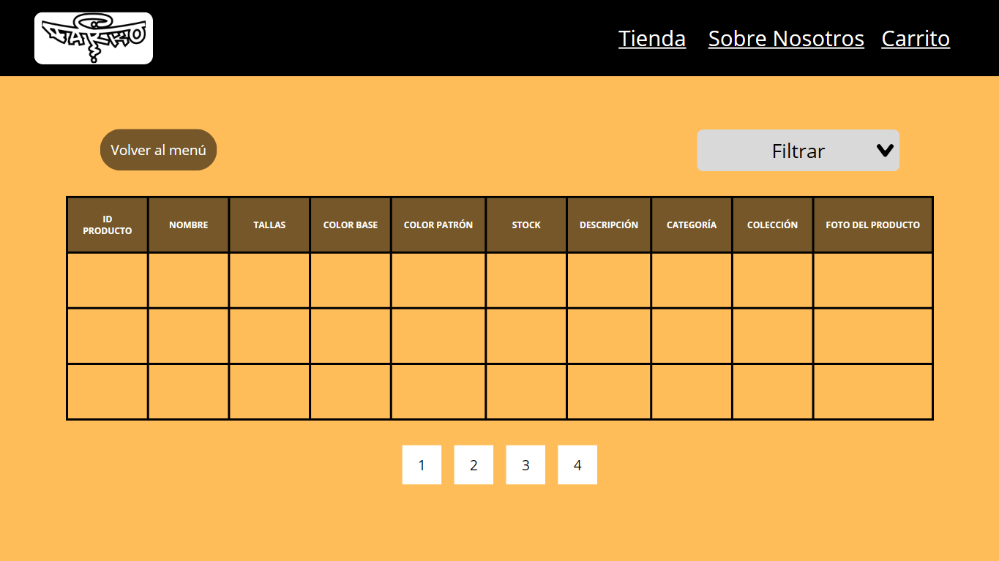 BARRIO
Tienda Sobre Nosotros Carrito
Volver al menú
Filtrar
ID PRODUCTO
NOMBRE
TALLAS
COLOR BASE
COLOR PATRÓN
STOCK
DESCRIPCIÓN
CATEGORÍA
COLECCIÓN
FOTO DEL PRODUCTO
1 2 3 4